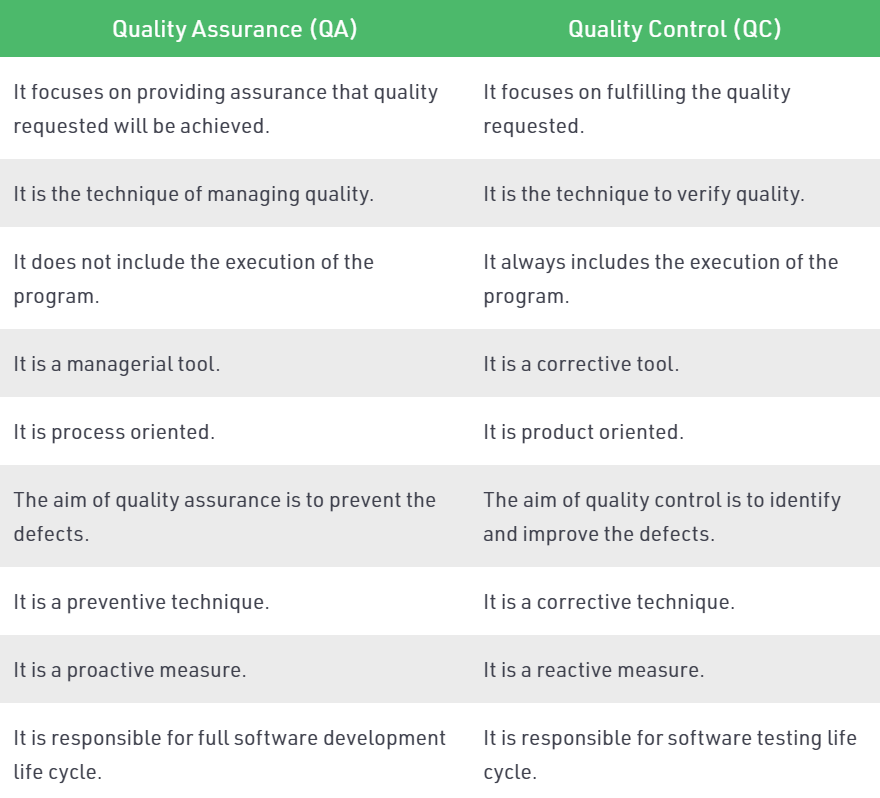 Quality Assurance (QA)
Quality Control (QC)
It focuses on providing assurance that quality
requested will be achieved.
It focuses on fulfilling the quality
requested.
It is the technique of managing quality.
It is the technique to verify quality.
It does not include the execution of the
program.
It always includes the execution of the
program.
It is a managerial tool.
It is a corrective tool.
It is process oriented.
It is product oriented.
The aim of quality assurance is to prevent the
defects.
The aim of quality control is to identify
and improve the defects.
It is a preventive technique.
It is a corrective technique.
It is a proactive measure.
It is a reactive measure.
It is responsible for full software development
life cycle.
It is responsible for software testing life
cycle.